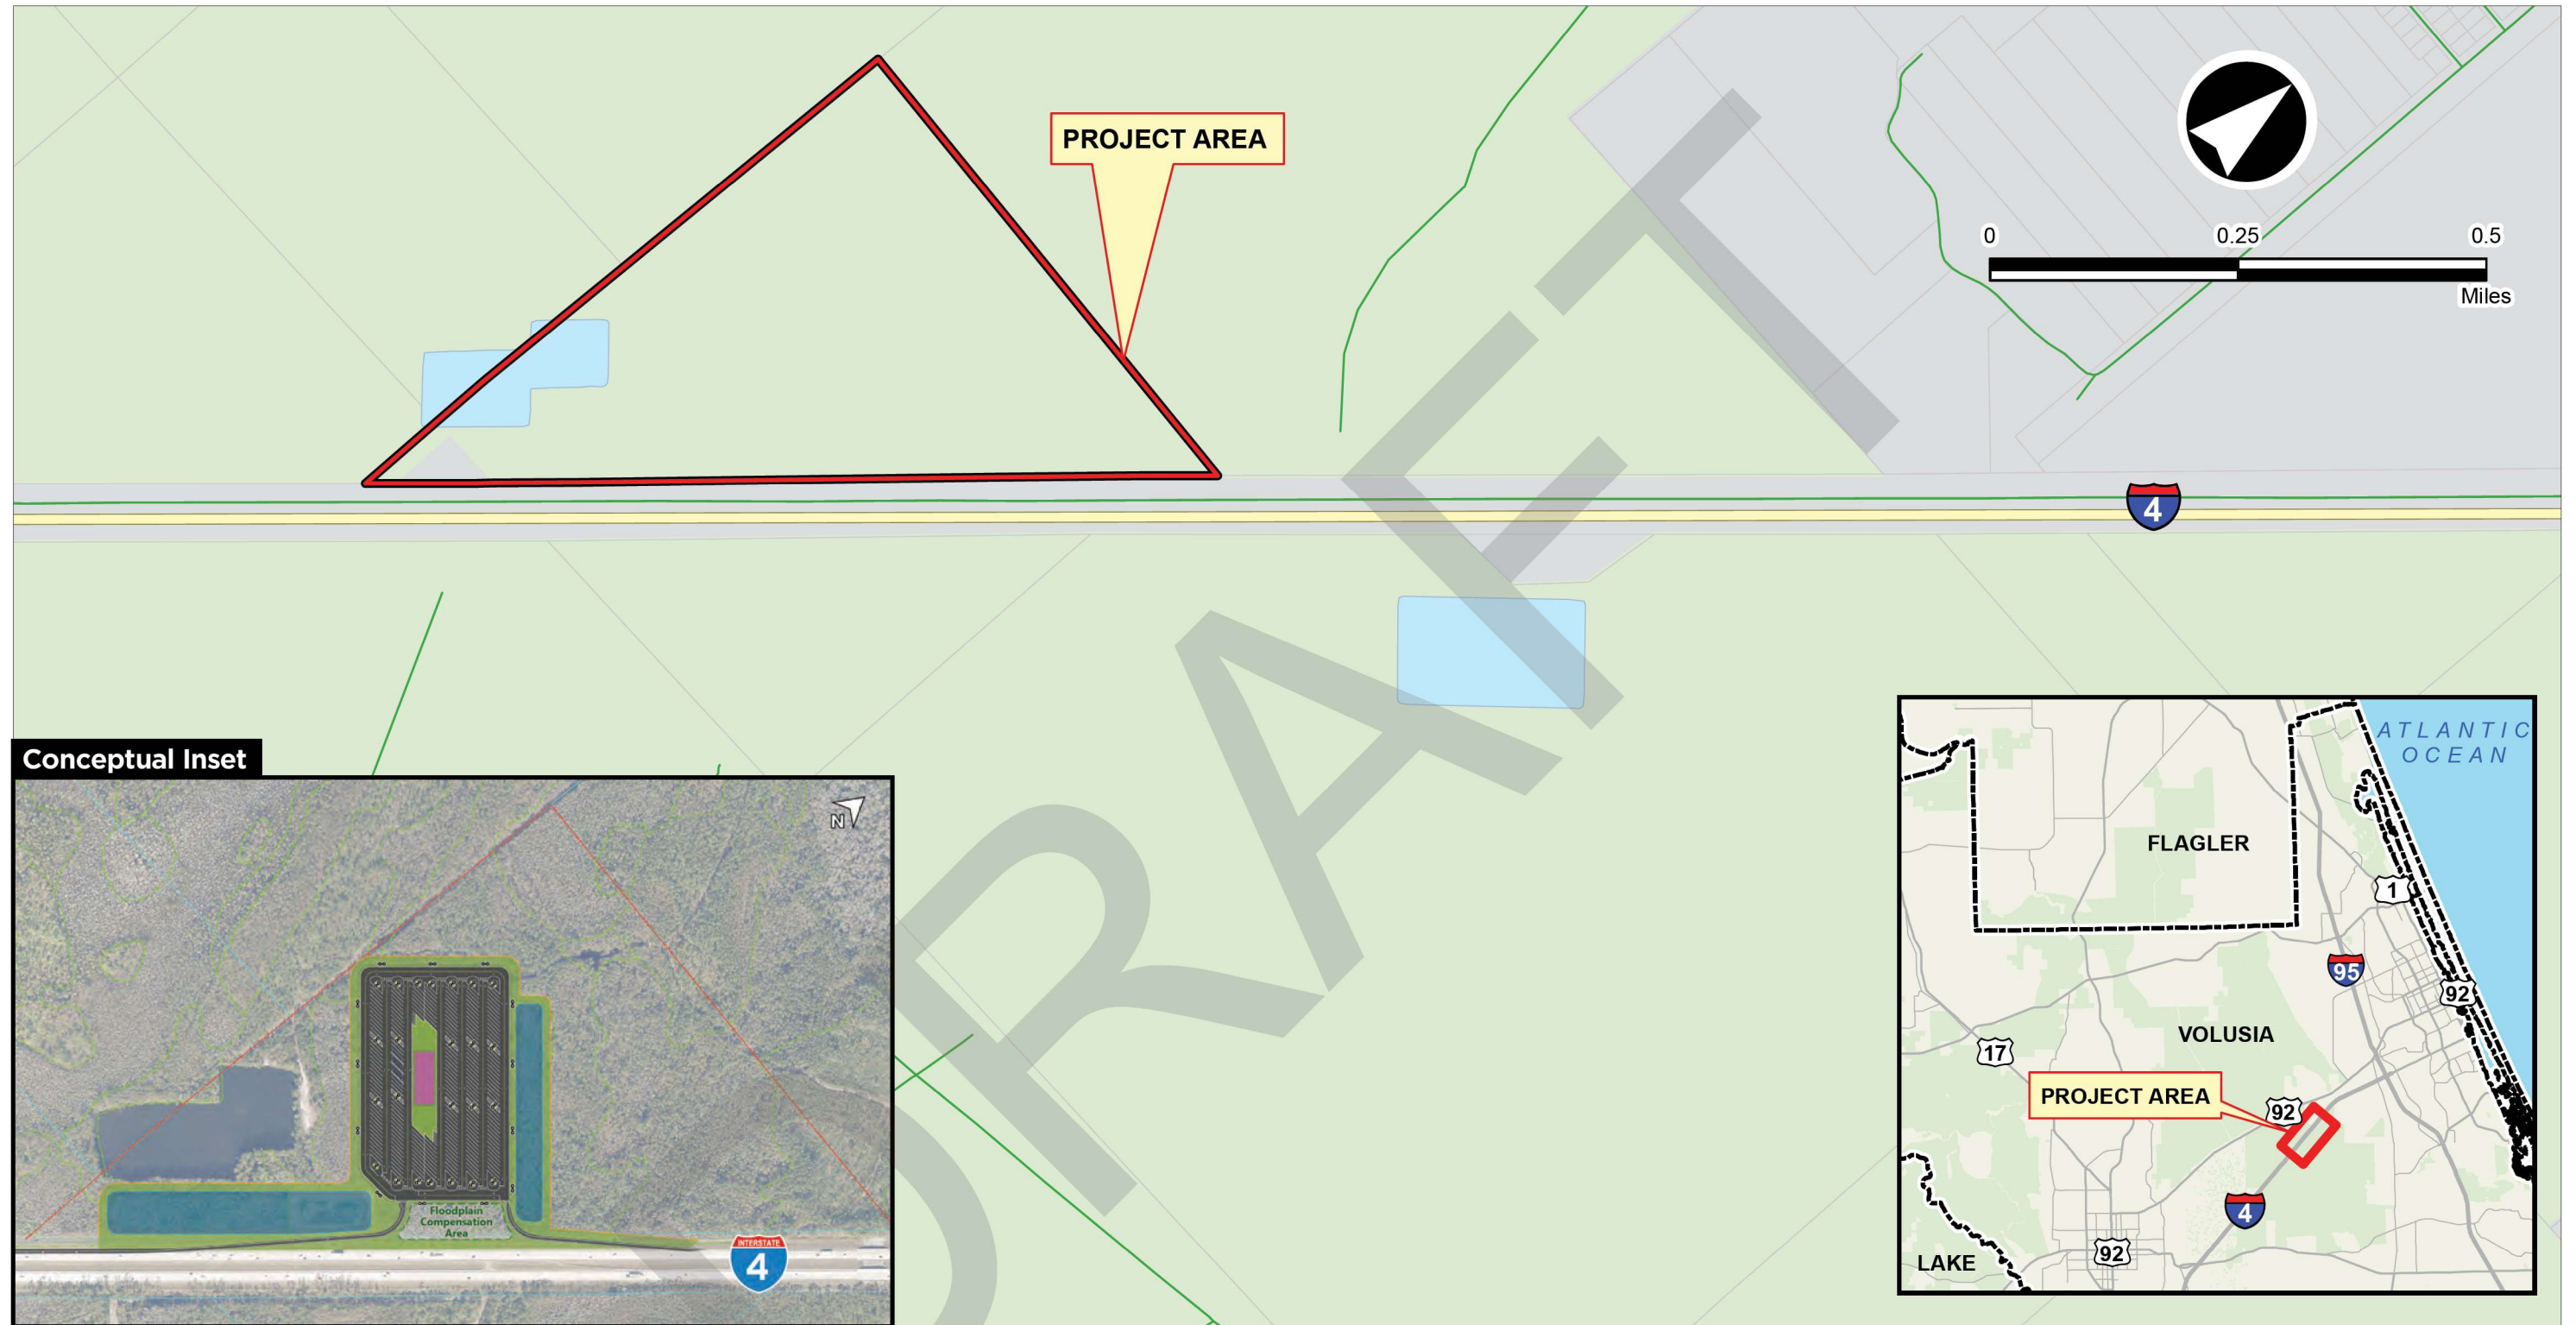 PROJECT AREA
0 0.25 0.5
Miles
4
DRAFT
Conceptual Inset
N
Floodplain
Compensation
Area
INTERSTATE
4
ATLANTIC
OCEAN
FLAGLER
1
95
92
VOLUSIA
17
PROJECT AREA
92
4
92
LAKE